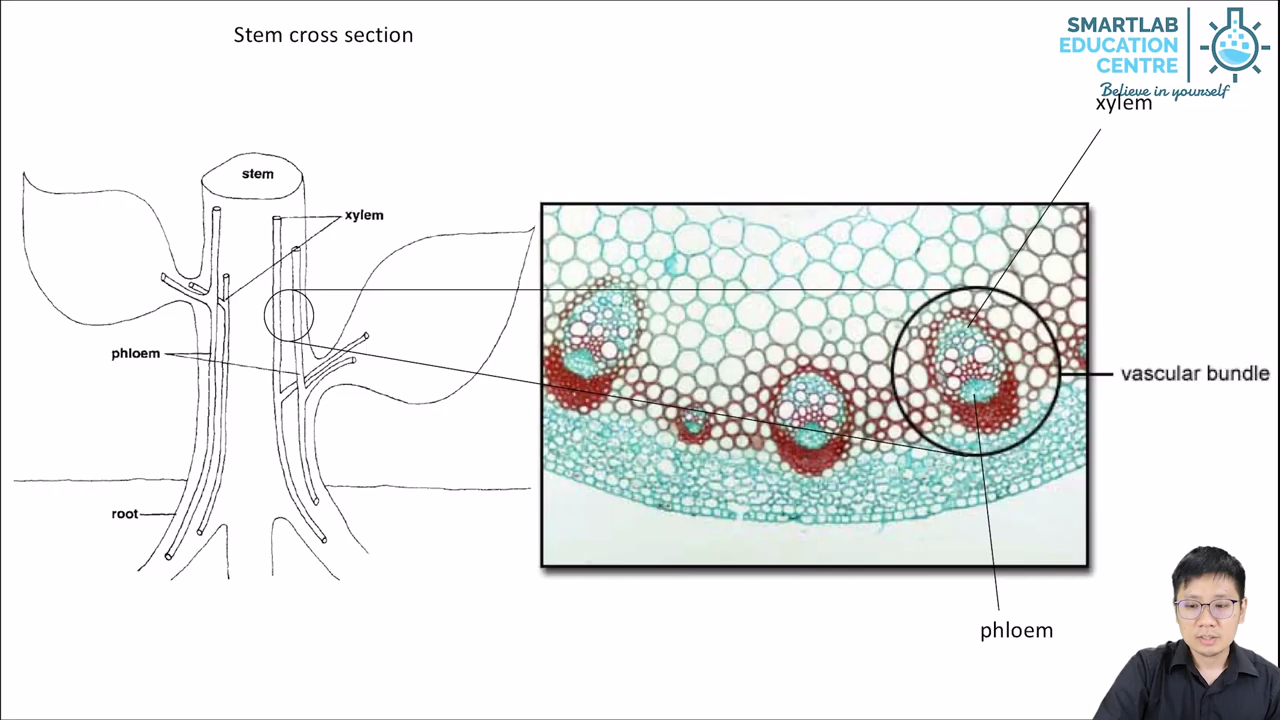 Stem cross section
SMARTLAB
EDUCATION
CENTRE
Believe in yourself
xylem
stem
xylem
phloem
vascular bundle
root
phloem